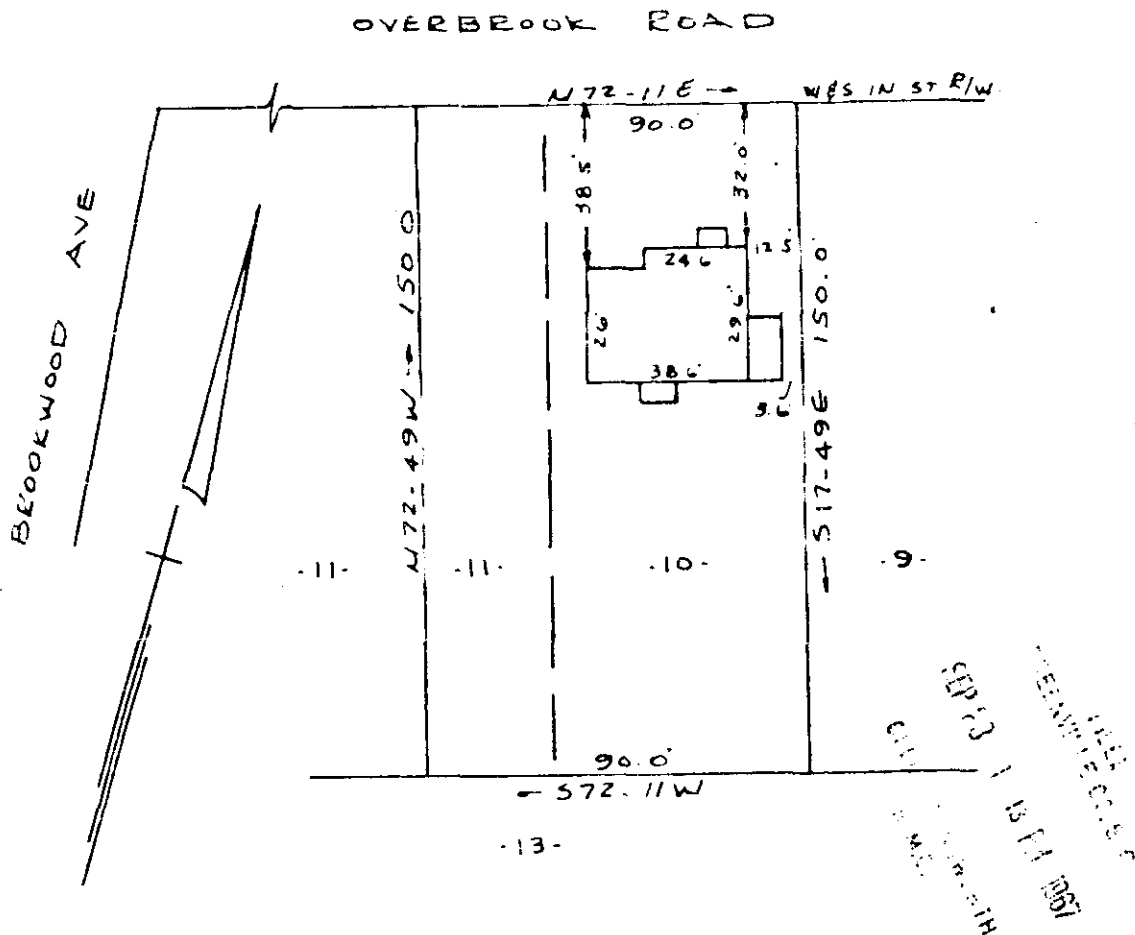 OVERBROOK ROAD
N72-11E → W&S IN ST R/W
90.0'
38.5'
32.0'
BROOKWOOD AVE
24.6
12.5'
26'
29.6'
38.6'
N72-49W → 150.0
← S17-49E 150.0'
-11-
-11-
-10-
-9-
90.0'
← S72-11W
-13-
SEP 23
1967